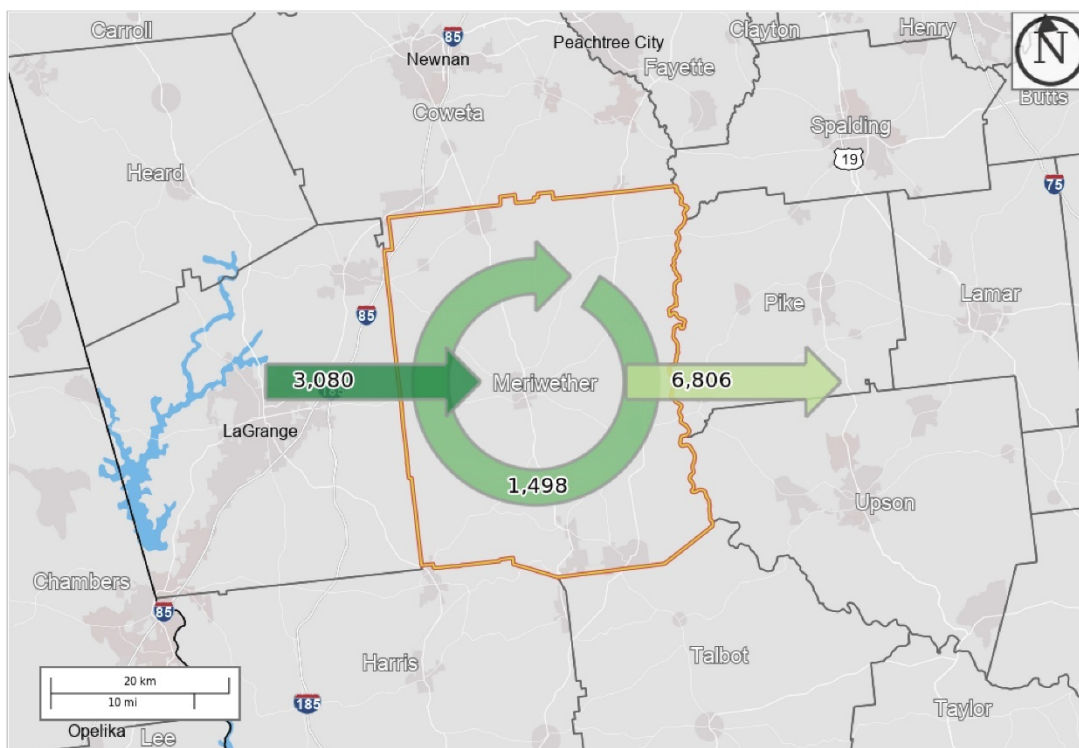 Carroll
85
Newnan
Peachtree City
Clayton
Henry
N
Fayette
Butts
Coweta
Spalding
19
Heard
75
85
Pike
Lamar
3,080
Meriwether
6,806
LaGrange
1,498
Upson
Chambers
85
Harris
Talbot
20 km
10 mi
185
Taylor
Opelika
Lee